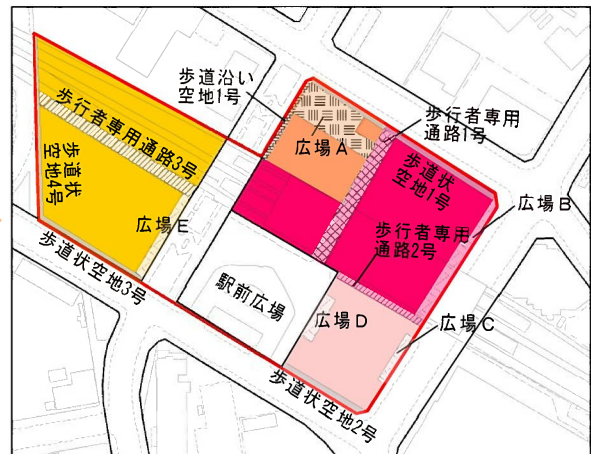 歩道沿い
空地1号
広場A
歩行者専用
通路1号
歩行者専用通路3号
歩道状
空地1号
歩道状
空地4号
広場B
広場E
歩行者専用
通路2号
歩道状空地3号
駅前広場
広場D
広場C
歩道状空地2号